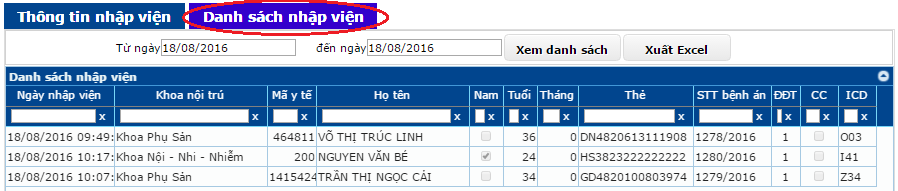 Thông tin nhập viện Danh sách nhập viện
Từ ngày 18/08/2016 đến ngày 18/08/2016 Xem danh sách Xuất Excel
Danh sách nhập viện
Ngày nhập viện Khoa nội trú Mã y tế Họ tên Nam Tuổi Tháng Thẻ STT bệnh án ĐĐT CC ICD
x x x x x x x x x x x x
18/08/2016 09:49: Khoa Phụ Sản 464811 VÕ THỊ TRÚC LINH 36 0 DN4820613111908 1278/2016 1 O03
18/08/2016 10:17: Khoa Nội - Nhi - Nhiễm 200 NGUYEN VĂN BÉ 24 0 HS3823222222222 1280/2016 1 I41
18/08/2016 10:07: Khoa Phụ Sản 1415424 TRẦN THỊ NGỌC CẢI 34 0 GD4820100803974 1279/2016 1 Z34